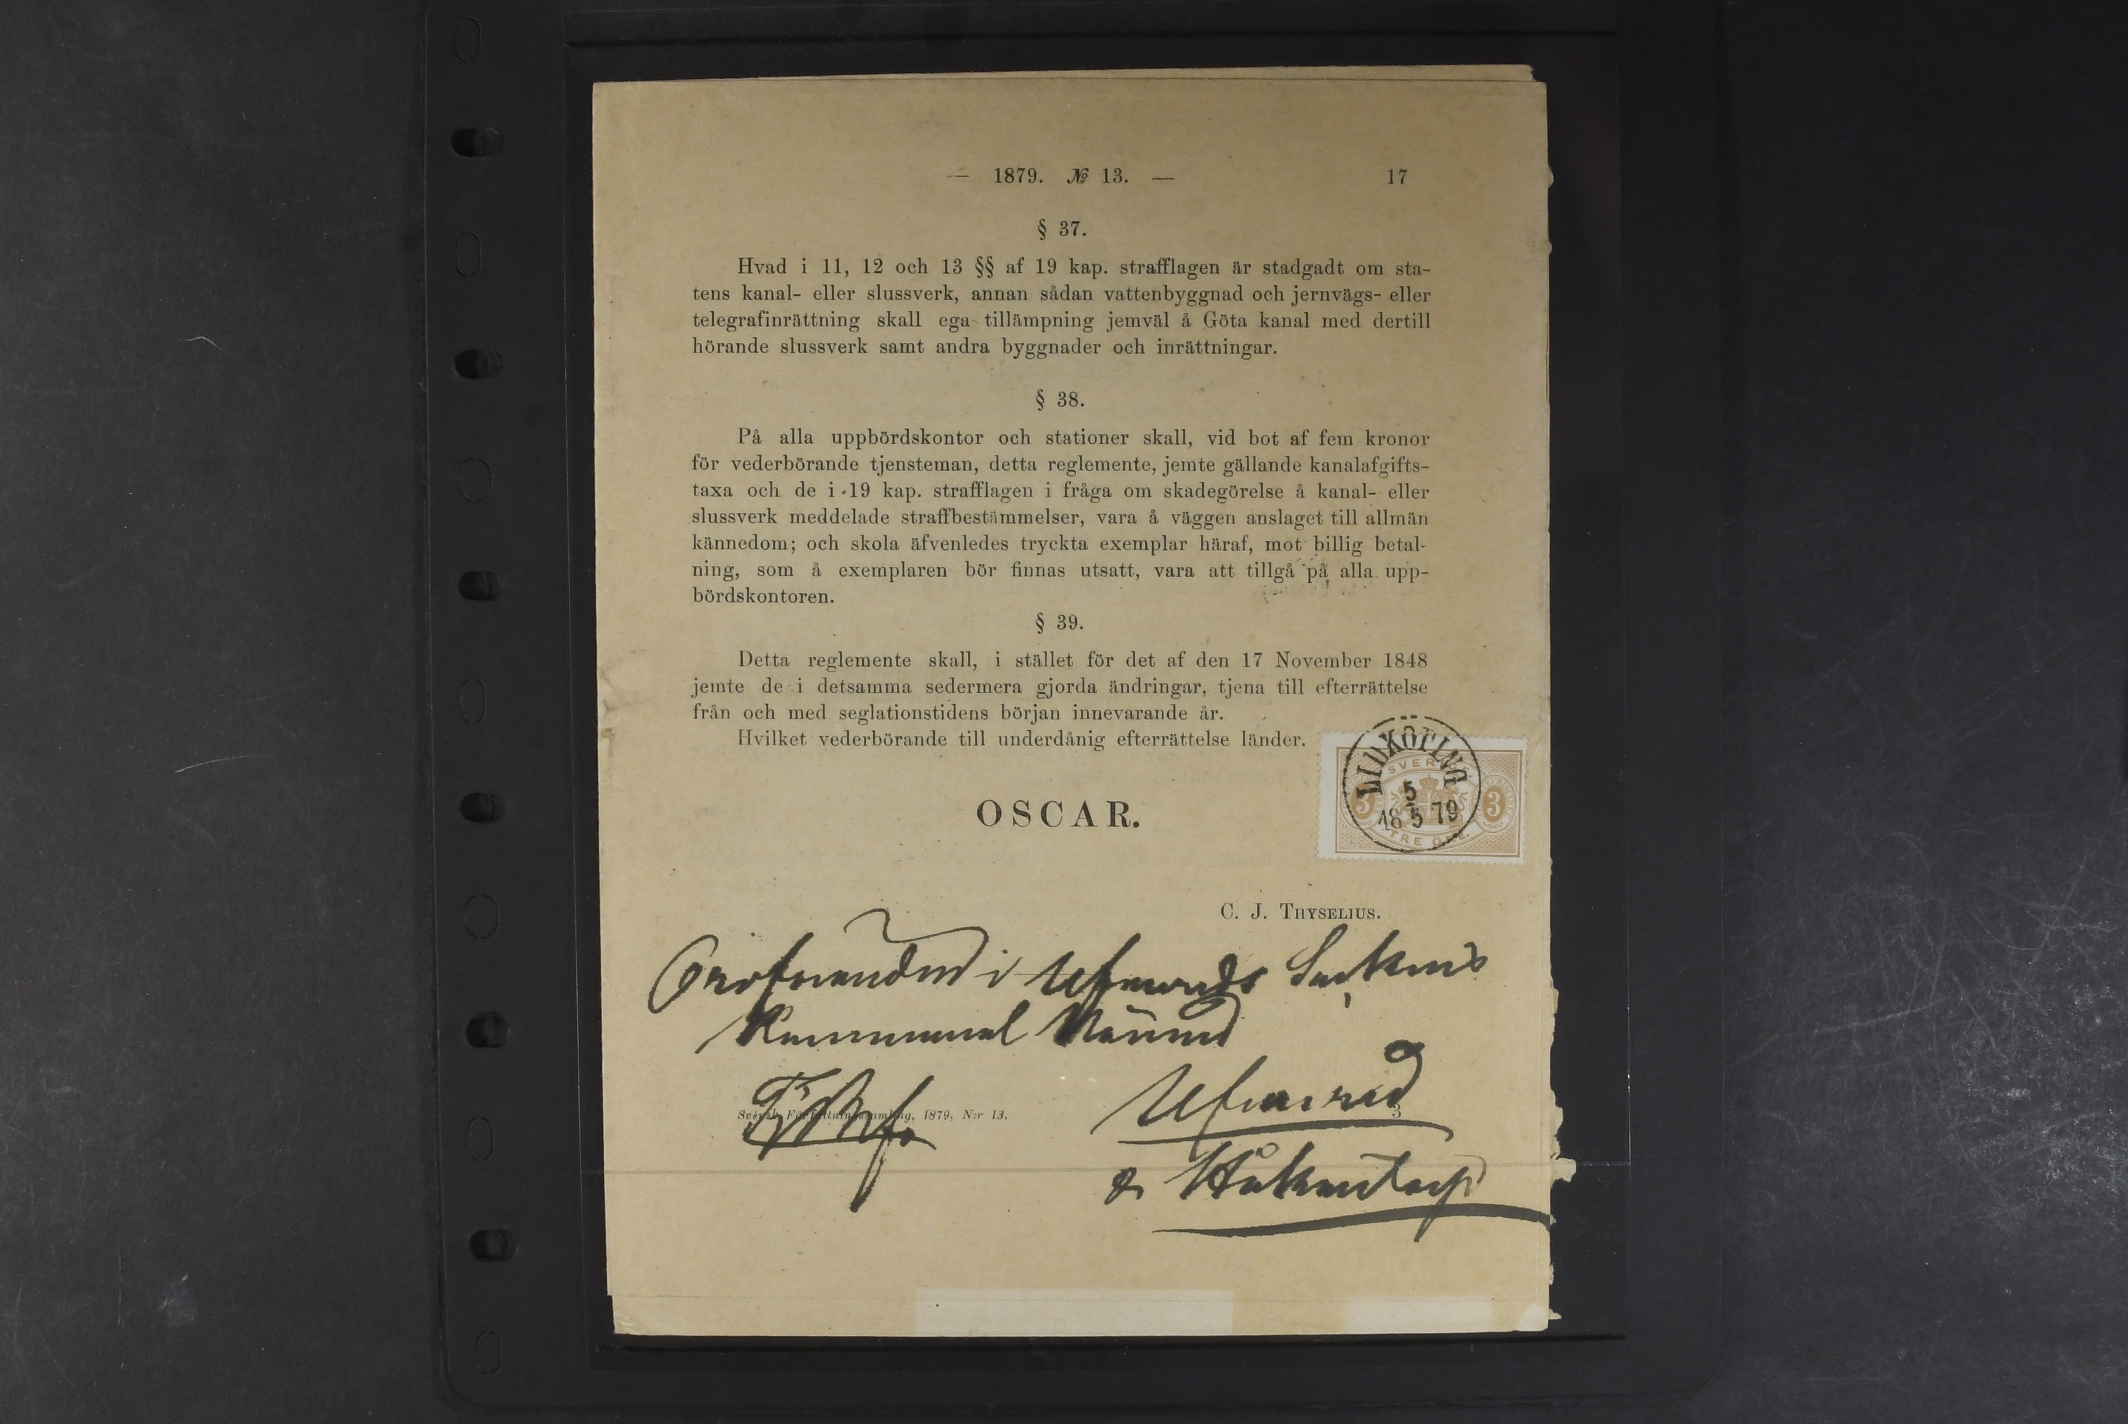 — 1879. № 13. — 17
§ 37.
Hvad i 11, 12 och 13 §§ af 19 kap. strafflagen är stadgadt om sta-
tens kanal- eller slussverk, annan sådan vattenbyggnad och jernvägs- eller
telegrafinrättning skall ega tillämpning jemväl å Göta kanal med dertill
hörande slussverk samt andra byggnader och inrättningar.
§ 38.
På alla uppbördskontor och stationer skall, vid bot af fem kronor
för vederbörande tjensteman, detta reglemente, jemte gällande kanalafgifts-
taxa och de i 19 kap. strafflagen i fråga om skadegörelse å kanal- eller
slussverk meddelade straffbestämmelser, vara å väggen anslaget till allmän
kännedom; och skola äfvenledes tryckta exemplar häraf, mot billig betal-
ning, som å exemplaren bör finnas utsatt, vara att tillgå på alla upp-
bördskontoren.
§ 39.
Detta reglemente skall, i stället för det af den 17 November 1848
jemte de i detsamma sedermera gjorda ändringar, tjena till efterrättelse
från och med seglationstidens början innevarande år.
Hvilket vederbörande till underdånig efterrättelse länder.
LIDKÖPING
5
18 5 79
SVERIGE
3 3
TRE ÖRE
OSCAR.
C. J. THYSELIUS.
Ordföranden i Sockens
Kommunal Nämnd
Svensk Författningssamling, 1879, N:r 13.
3
Håkentorp